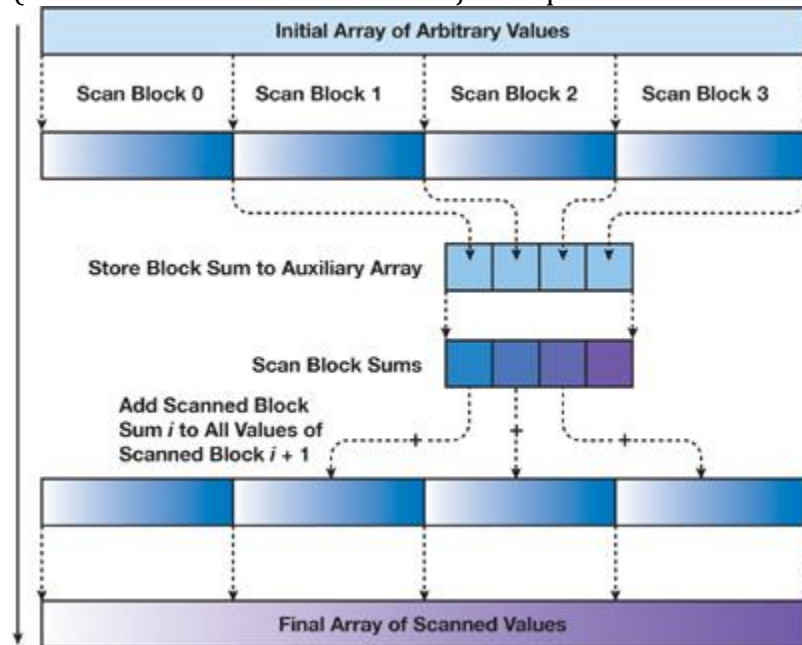 Initial Array of Arbitrary Values
Scan Block 0 Scan Block 1 Scan Block 2 Scan Block 3
Store Block Sum to Auxiliary Array
Scan Block Sums
Add Scanned Block
Sum i to All Values of
Scanned Block i + 1
+ + +
Final Array of Scanned Values